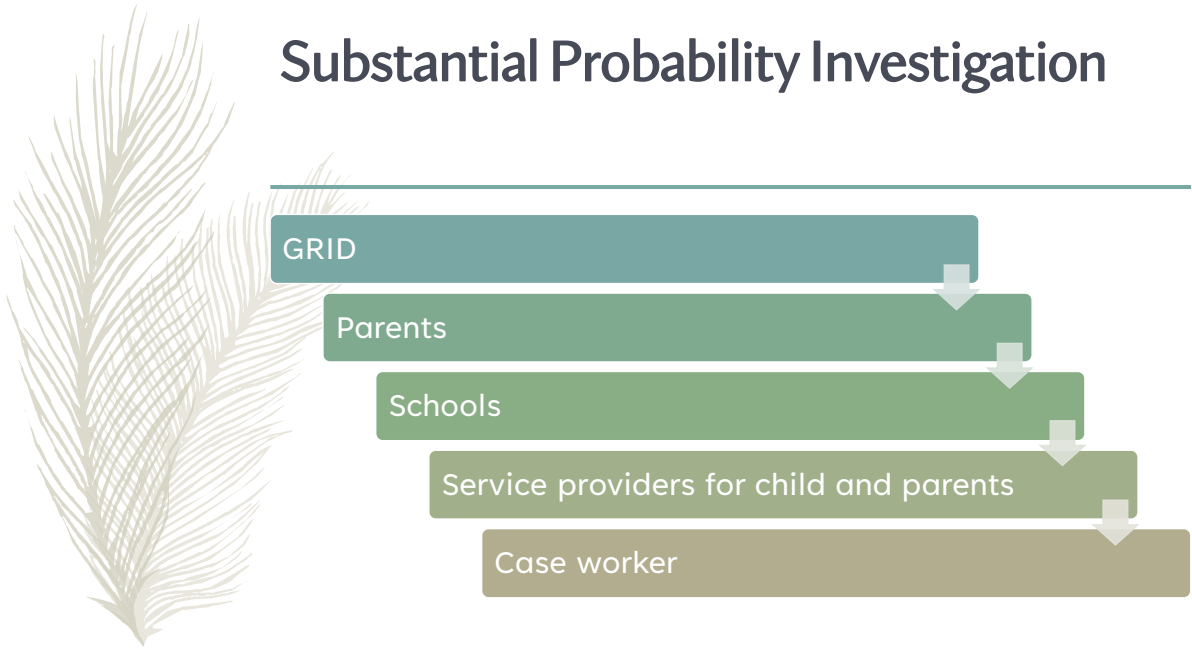 Substantial Probability Investigation
GRID
Parents
Schools
Service providers for child and parents
Case worker